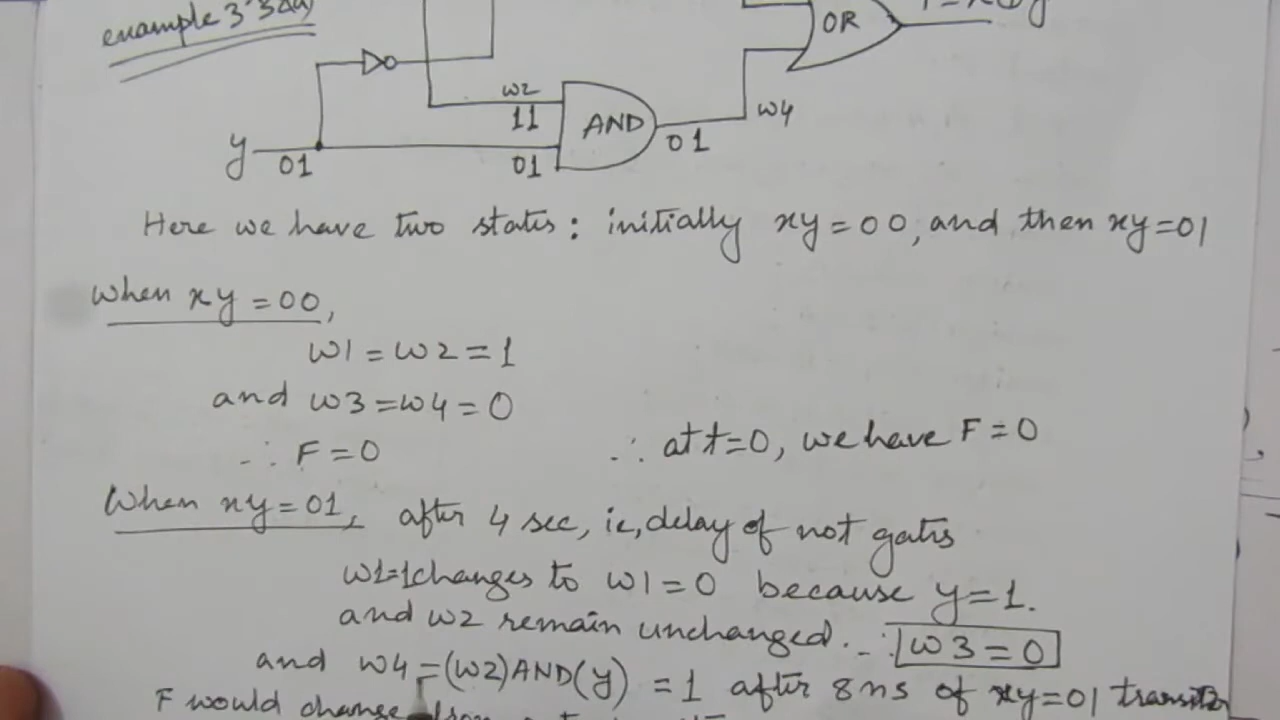 example 3.3
OR
w2
11
AND
w4
01
y
01
01
Here we have two states: initially xy=00, and then xy=01
When xy=00,
w1=w2=1
and w3=w4=0
∴ F=0
∴ at t=0, we have F=0
When xy=01, after 4 sec, ie, delay of not gates
w1=1 changes to w1=0 because y=1.
and w2 remain unchanged. ∴ w3=0
and w4=(w2)AND(y) =1 after 8ns of xy=01
F would change from